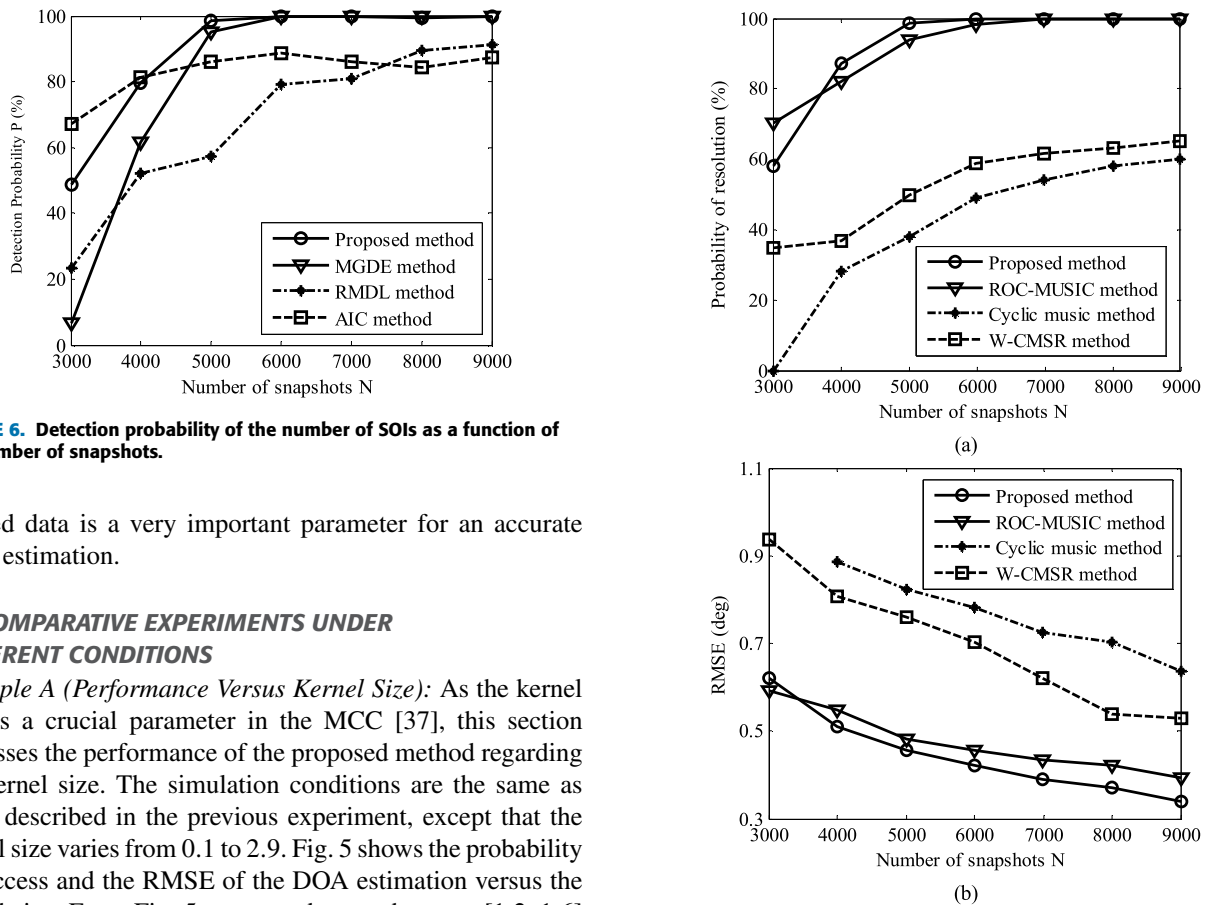 100
80
60
40
20
0
3000 4000 5000 6000 7000 8000 9000
Detection Probability P (%)
Number of snapshots N
Proposed method
MGDE method
RMDL method
AIC method
6. Detection probability of the number of SOIs as a function of
of snapshots.
data is a very important parameter for an accurate
estimation.
EXPERIMENTS UNDER
CONDITIONS
A (Performance Versus Kernel Size): As the kernel
a crucial parameter in the MCC [37], this section
the performance of the proposed method regarding
size. The simulation conditions are the same as
described in the previous experiment, except that the
size varies from 0.1 to 2.9. Fig. 5 shows the probability
and the RMSE of the DOA estimation versus the
100
80
60
40
20
0
3000 4000 5000 6000 7000 8000 9000
Probability of resolution (%)
Number of snapshots N
Proposed method
ROC-MUSIC method
Cyclic music method
W-CMSR method
(a)
1.1
0.9
0.7
0.5
0.3
3000 4000 5000 6000 7000 8000 9000
RMSE (deg)
Number of snapshots N
Proposed method
ROC-MUSIC method
Cyclic music method
W-CMSR method
(b)